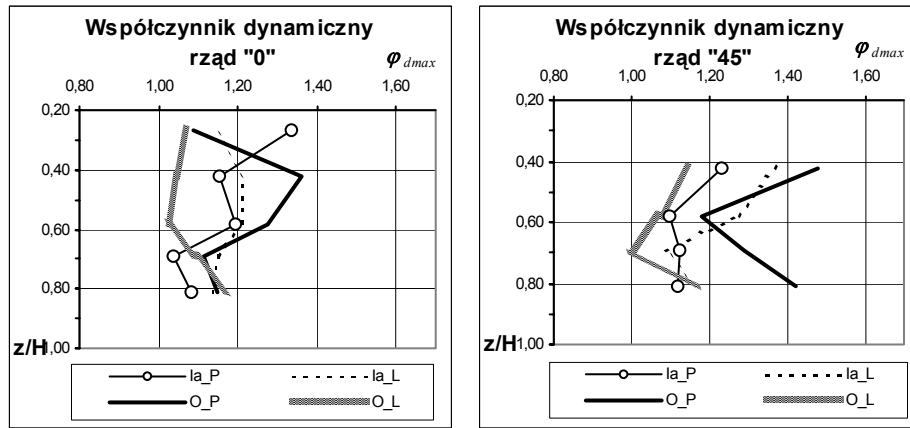 Współczynnik dynamiczny
rząd "0"
φ dmax
0,80 1,00 1,20 1,40 1,60
0,20
0,40
0,60
0,80
1,00
z/H
Ia_P
Ia_L
O_P
O_L
Współczynnik dynamiczny
rząd "45"
φ dmax
0,80 1,00 1,20 1,40 1,60
0,20
0,40
0,60
0,80
1,00
z/H
Ia_P
Ia_L
O_P
O_L